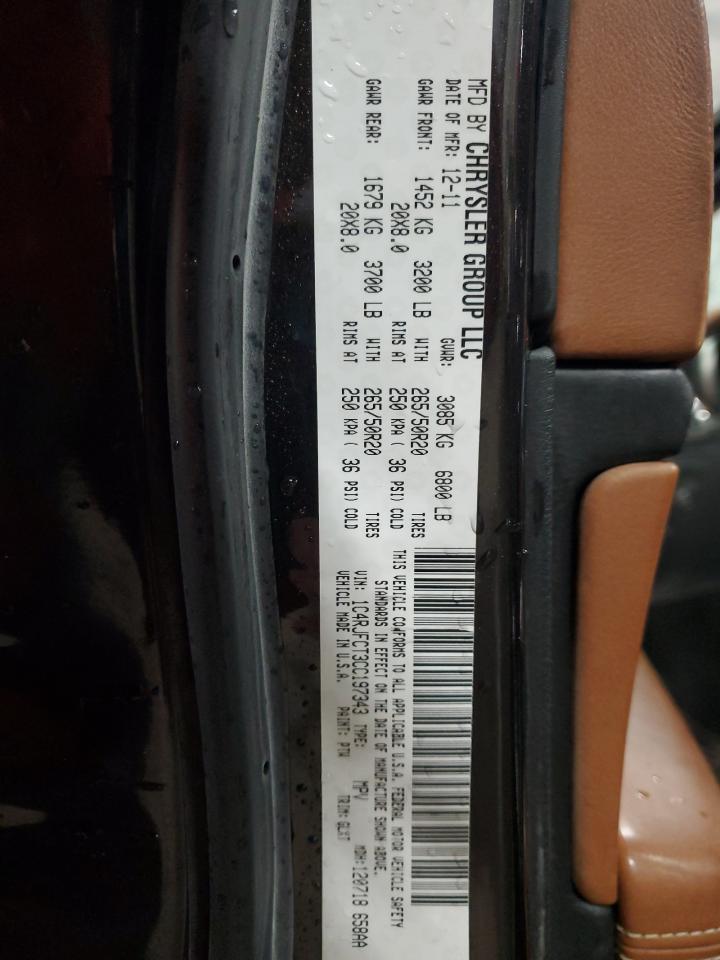 MFD BY CHRYSLER GROUP LLC
DATE OF MFR: 12-11 GVWR: 3085 KG 6800 LB
GAWR FRONT: 1452 KG 3200 LB WITH 265/50R20 TIRES
20X8.0 RIMS AT 250 KPA ( 36 PSI) COLD
GAWR REAR: 1679 KG 3700 LB WITH 265/50R20 TIRES
20X8.0 RIMS AT 250 KPA ( 36 PSI) COLD
THIS VEHICLE CONFORMS TO ALL APPLICABLE U.S.A. FEDERAL MOTOR VEHICLE SAFETY
STANDARDS IN EFFECT ON THE DATE OF MANUFACTURE SHOWN ABOVE.
VIN: 1C4RJFCT3CC197343 TYPE: MPV MDH:120718 658AA
VEHICLE MADE IN U.S.A. PAINT: PTW TRIM: